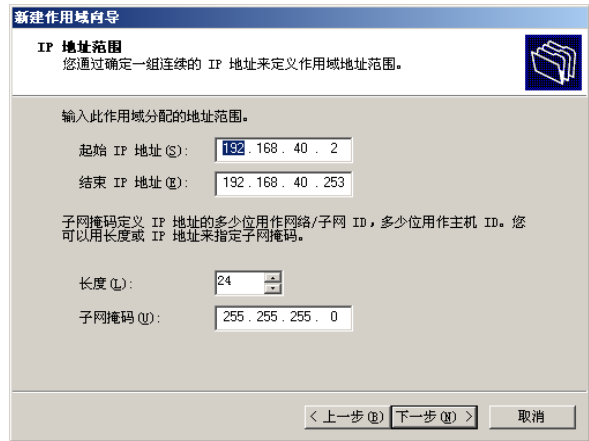 新建作用域向导
IP 地址范围
您通过确定一组连续的 IP 地址来定义作用域地址范围。
输入此作用域分配的地址范围。
起始 IP 地址(S): 192 . 168 . 40 . 2
结束 IP 地址(E): 192 . 168 . 40 . 253
子网掩码定义 IP 地址的多少位用作网络/子网 ID，多少位用作主机 ID。您
可以用长度或 IP 地址来指定子网掩码。
长度(L): 24
子网掩码(U): 255 . 255 . 255 . 0
< 上一步(B) 下一步(N) > 取消